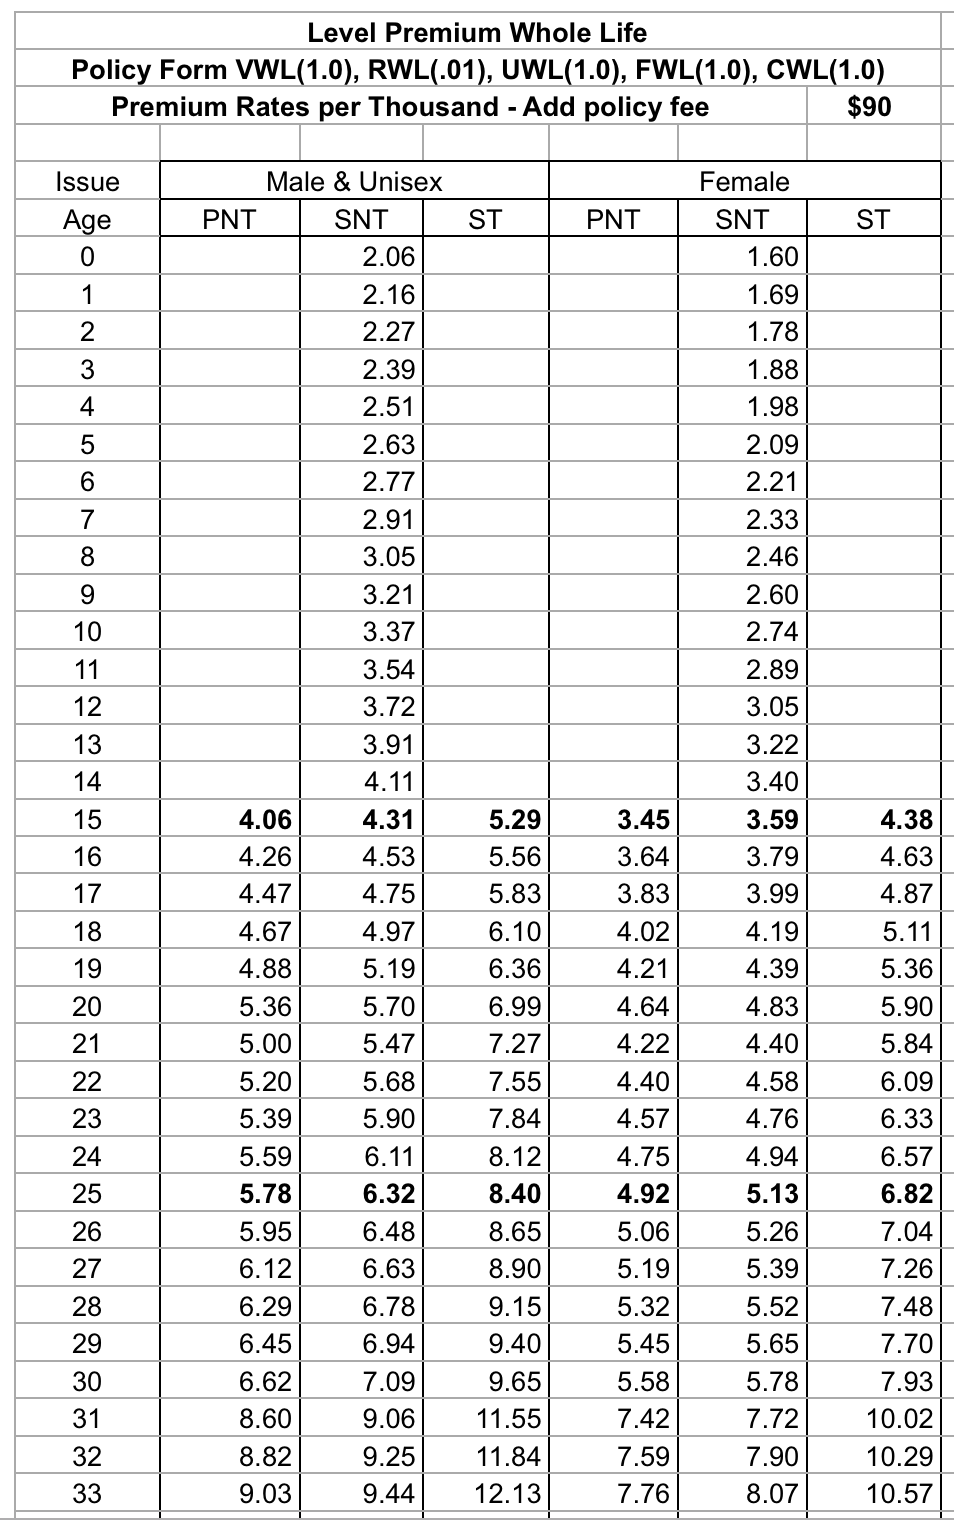 Level Premium Whole Life
Policy Form VWL(1.0), RWL(.01), UWL(1.0), FWL(1.0), CWL(1.0)
Premium Rates per Thousand - Add policy fee $90
Issue Male & Unisex Female
Age PNT SNT ST PNT SNT ST
0 2.06 1.60
1 2.16 1.69
2 2.27 1.78
3 2.39 1.88
4 2.51 1.98
5 2.63 2.09
6 2.77 2.21
7 2.91 2.33
8 3.05 2.46
9 3.21 2.60
10 3.37 2.74
11 3.54 2.89
12 3.72 3.05
13 3.91 3.22
14 4.11 3.40
15 4.06 4.31 5.29 3.45 3.59 4.38
16 4.26 4.53 5.56 3.64 3.79 4.63
17 4.47 4.75 5.83 3.83 3.99 4.87
18 4.67 4.97 6.10 4.02 4.19 5.11
19 4.88 5.19 6.36 4.21 4.39 5.36
20 5.36 5.70 6.99 4.64 4.83 5.90
21 5.00 5.47 7.27 4.22 4.40 5.84
22 5.20 5.68 7.55 4.40 4.58 6.09
23 5.39 5.90 7.84 4.57 4.76 6.33
24 5.59 6.11 8.12 4.75 4.94 6.57
25 5.78 6.32 8.40 4.92 5.13 6.82
26 5.95 6.48 8.65 5.06 5.26 7.04
27 6.12 6.63 8.90 5.19 5.39 7.26
28 6.29 6.78 9.15 5.32 5.52 7.48
29 6.45 6.94 9.40 5.45 5.65 7.70
30 6.62 7.09 9.65 5.58 5.78 7.93
31 8.60 9.06 11.55 7.42 7.72 10.02
32 8.82 9.25 11.84 7.59 7.90 10.29
33 9.03 9.44 12.13 7.76 8.07 10.57